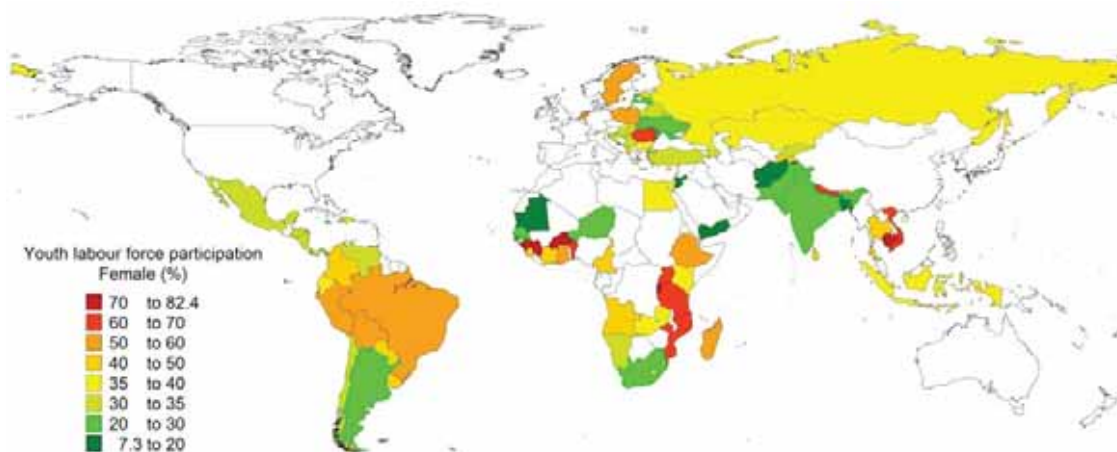 Youth labour force participation
Female (%)
70 to 82.4
60 to 70
50 to 60
40 to 50
35 to 40
30 to 35
20 to 30
7.3 to 20